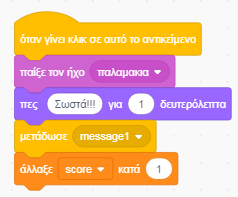 όταν γίνει κλικ σε αυτό το αντικείμενο
παίξε τον ήχο παλαμακια
πες Σωστά!!! για 1 δευτερόλεπτα
μετάδωσε message1
άλλαξε score κατά 1